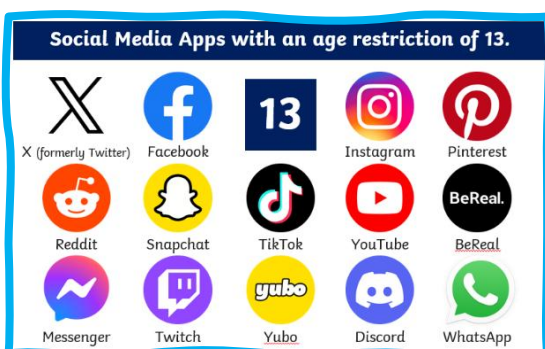 Social Media Apps with an age restriction of 13.
13
X (formerly Twitter) Facebook Instagram Pinterest
BeReal.
Reddit Snapchat TikTok YouTube BeReal
yubo
Messenger Twitch Yubo Discord WhatsApp